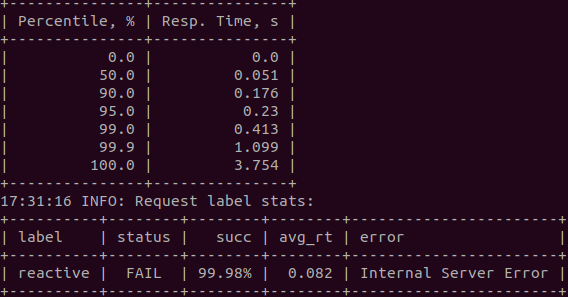 +---------------+---------------+
| Percentile, % | Resp. Time, s |
+---------------+---------------+
|           0.0 |           0.0 |
|          50.0 |         0.051 |
|          90.0 |         0.176 |
|          95.0 |          0.23 |
|          99.0 |         0.413 |
|          99.9 |         1.099 |
|         100.0 |         3.754 |
+---------------+---------------+
17:31:16 INFO: Request label stats:
+----------+--------+--------+--------+-----------------------+
| label    | status |   succ | avg_rt | error                 |
+----------+--------+--------+--------+-----------------------+
| reactive |  FAIL  | 99.98% |  0.082 | Internal Server Error |
+----------+--------+--------+--------+-----------------------+